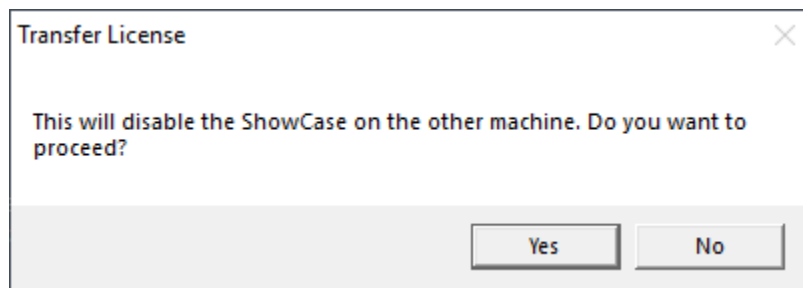 Transfer License
This will disable the ShowCase on the other machine. Do you want to
proceed?
Yes
No